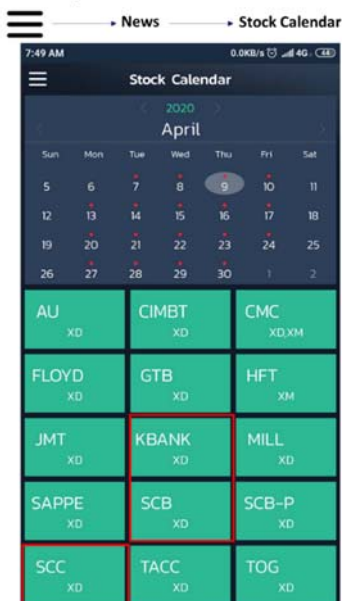 News Stock Calendar
7:49 AM 0.0KB/s 4G 44
Stock Calendar
2020
April
Sun Mon Tue Wed Thu Fri Sat
5 6 7 8 9 10 11
12 13 14 15 16 17 18
19 20 21 22 23 24 25
26 27 28 29 30 1 2
AU CIMBT CMC
XD XD XD,XM
FLOYD GTB HFT
XD XD XM
JMT KBANK MILL
XD XD XD
SAPPE SCB SCB-P
XD XD XD
SCC TACC TOG
XD XD XD